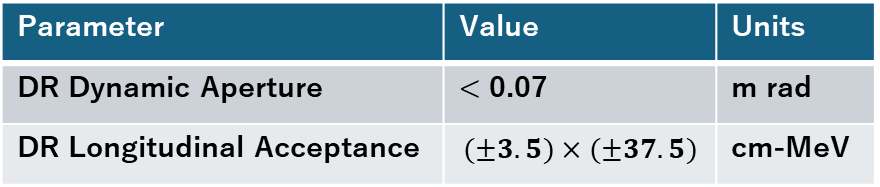 Parameter Value Units
DR Dynamic Aperture < 0.07 m rad
DR Longitudinal Acceptance (±3.5) × (±37.5) cm-MeV